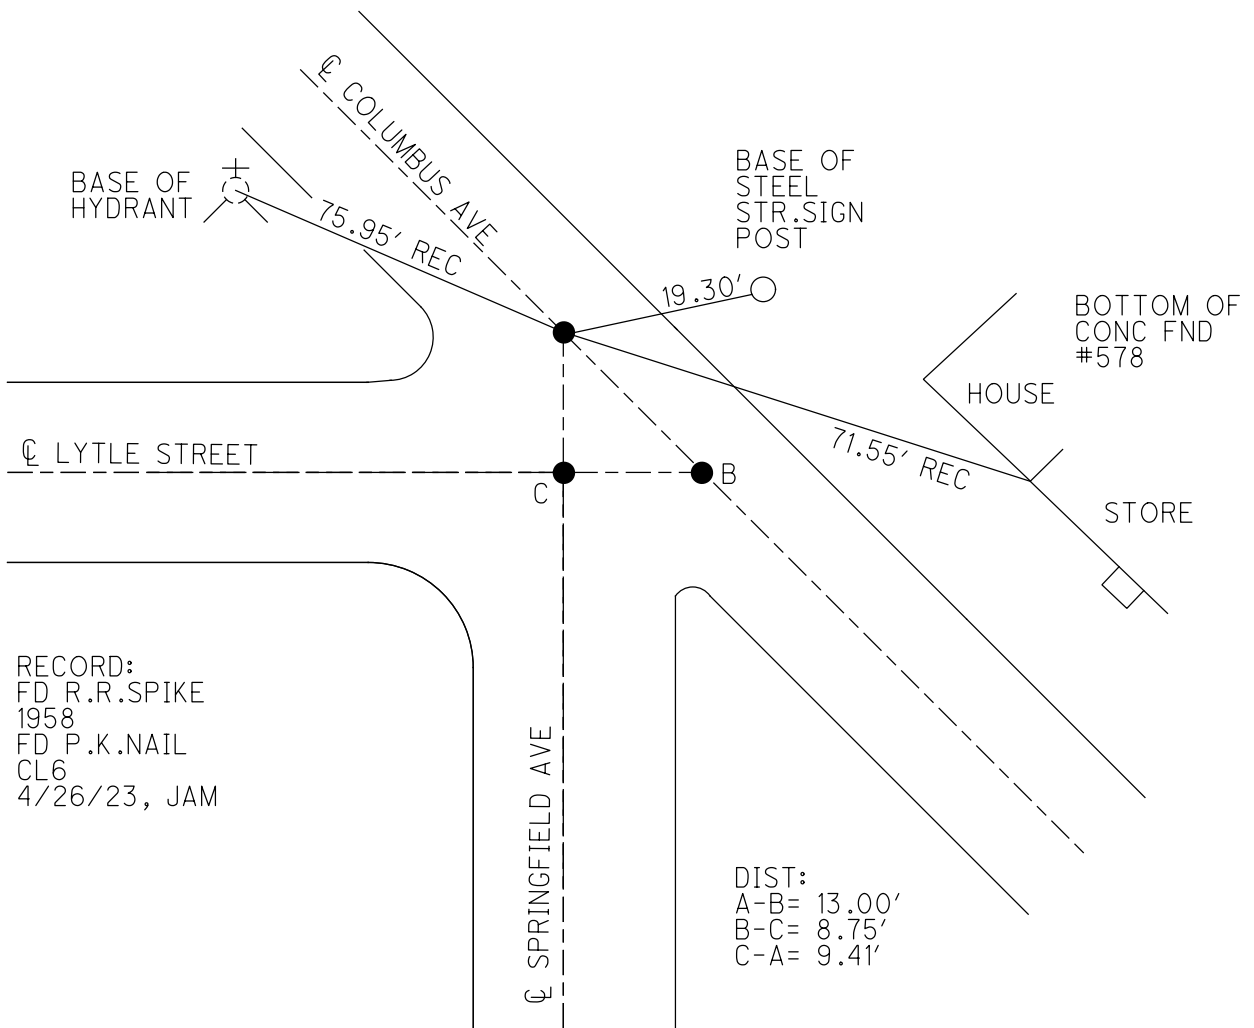 ℄ COLUMBUS AVE
BASE OF
HYDRANT
75.95' REC
BASE OF
STEEL
STR.SIGN
POST
19.30'
BOTTOM OF
CONC FND
#578
HOUSE
71.55' REC
STORE
℄ LYTLE STREET
C
B
RECORD:
FD R.R.SPIKE
1958
FD P.K.NAIL
CL6
4/26/23, JAM
℄ SPRINGFIELD AVE
DIST:
A-B= 13.00'
B-C= 8.75'
C-A= 9.41'